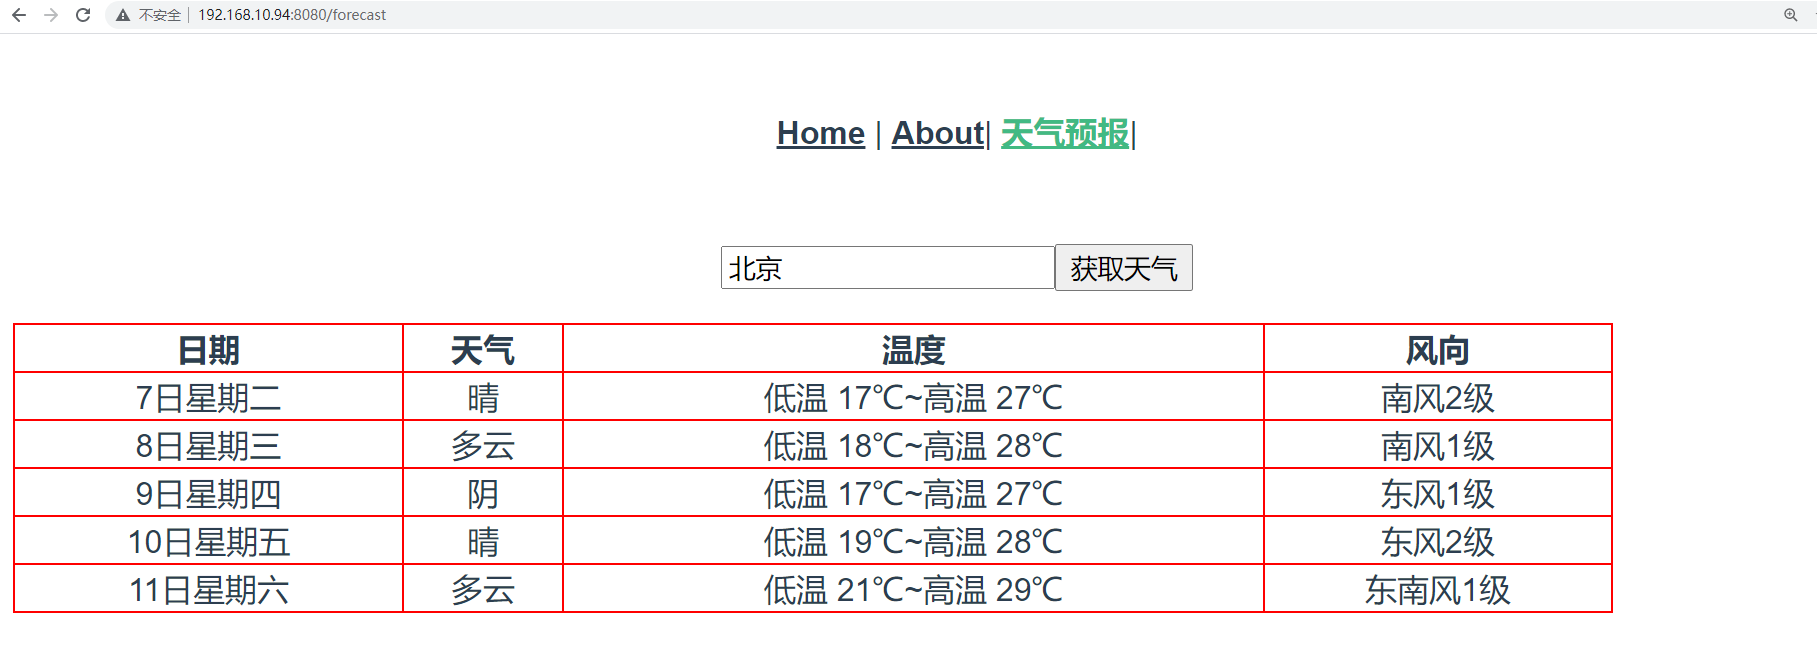 不安全 | 192.168.10.94:8080/forecast
Home | About| 天气预报|
北京 获取天气
日期 天气 温度 风向
7日星期二 晴 低温 17℃~高温 27℃ 南风2级
8日星期三 多云 低温 18℃~高温 28℃ 南风1级
9日星期四 阴 低温 17℃~高温 27℃ 东风1级
10日星期五 晴 低温 19℃~高温 28℃ 东风2级
11日星期六 多云 低温 21℃~高温 29℃ 东南风1级